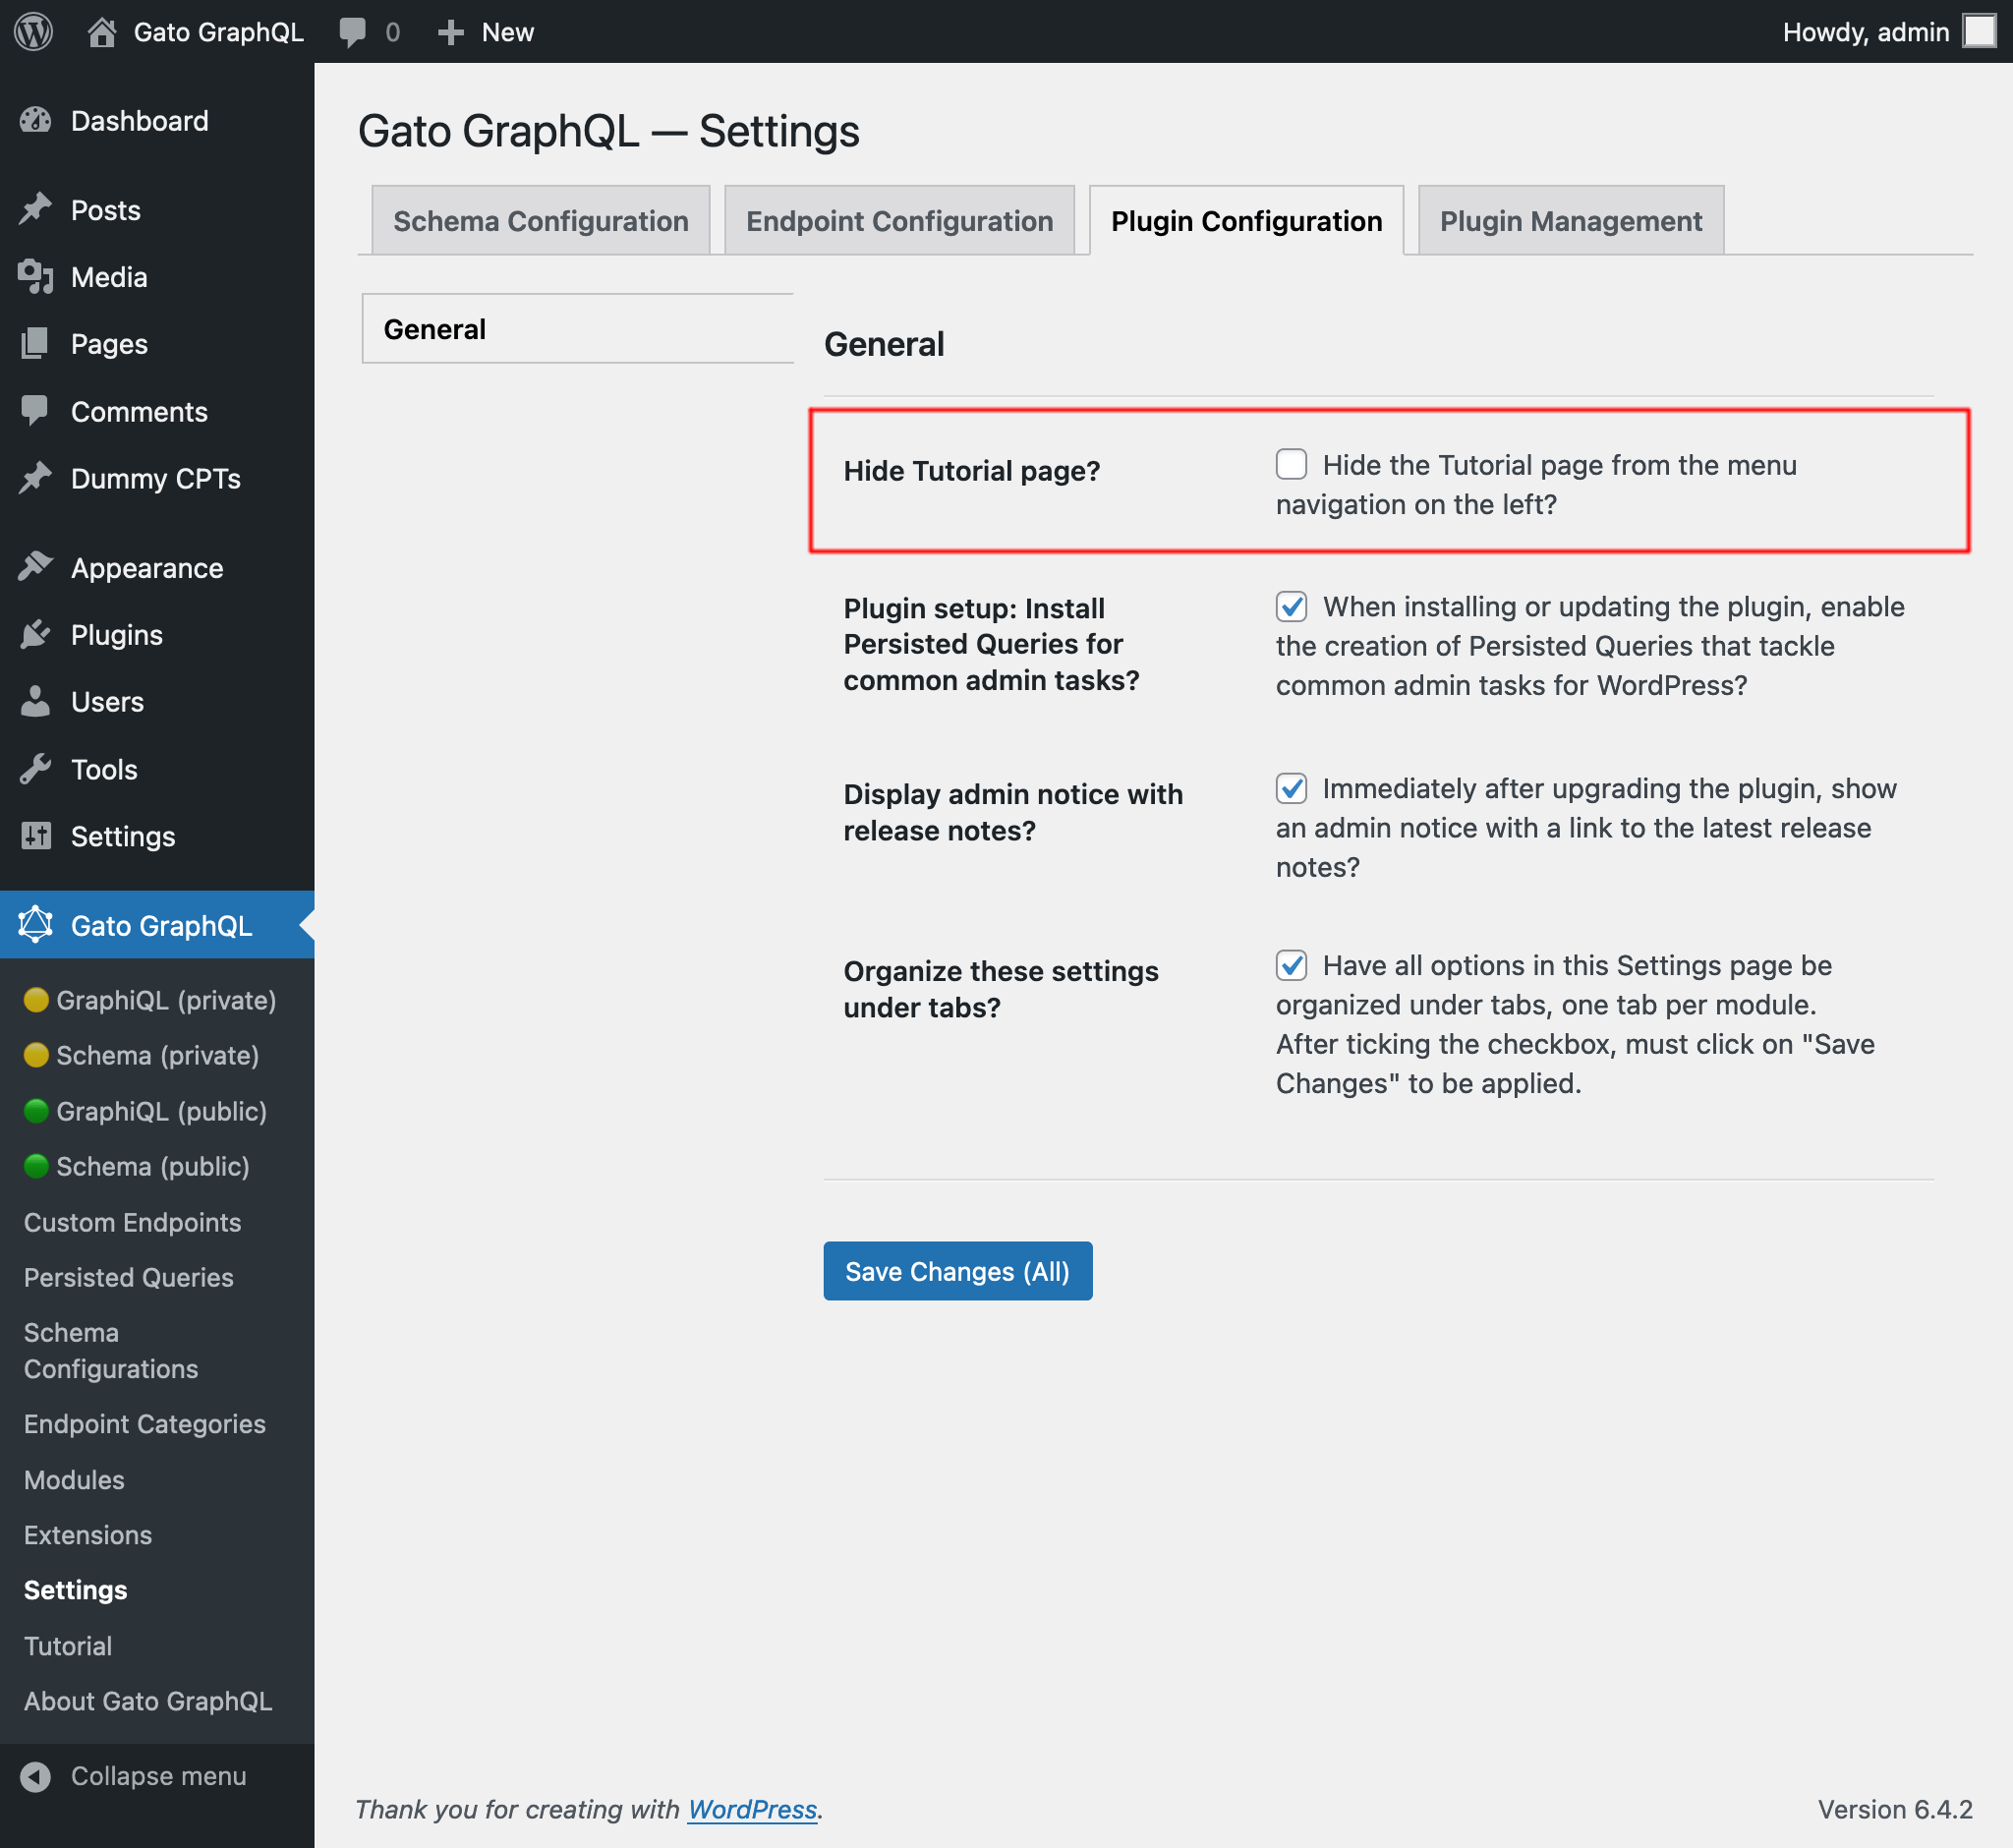 Gato GraphQL
0
New
Howdy, admin
Dashboard
Posts
Media
Pages
Comments
Dummy CPTs
Appearance
Plugins
Users
Tools
Settings
Gato GraphQL
GraphiQL (private)
Schema (private)
GraphiQL (public)
Schema (public)
Custom Endpoints
Persisted Queries
Schema
Configurations
Endpoint Categories
Modules
Extensions
Settings
Tutorial
About Gato GraphQL
Collapse menu
Gato GraphQL — Settings
Schema Configuration
Endpoint Configuration
Plugin Configuration
Plugin Management
General
General
Hide Tutorial page?
Hide the Tutorial page from the menu
navigation on the left?
Plugin setup: Install
Persisted Queries for
common admin tasks?
When installing or updating the plugin, enable
the creation of Persisted Queries that tackle
common admin tasks for WordPress?
Display admin notice with
release notes?
Immediately after upgrading the plugin, show
an admin notice with a link to the latest release
notes?
Organize these settings
under tabs?
Have all options in this Settings page be
organized under tabs, one tab per module.
After ticking the checkbox, must click on "Save
Changes" to be applied.
Save Changes (All)
Thank you for creating with WordPress.
Version 6.4.2